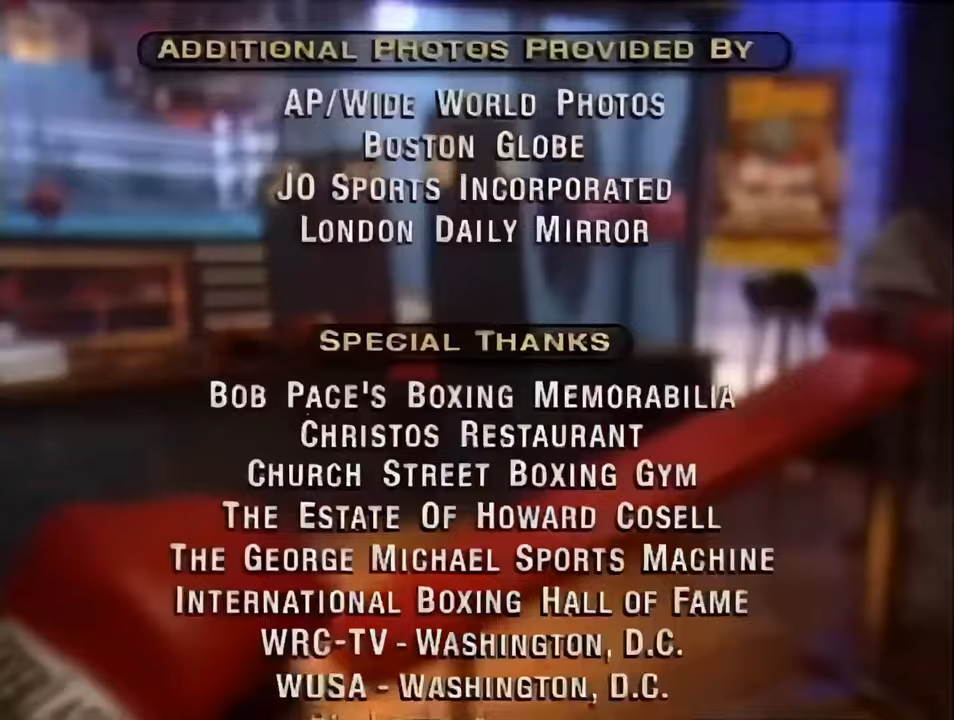 ADDITIONAL PHOTOS PROVIDED BY
AP/WIDE WORLD PHOTOS
BOSTON GLOBE
JO SPORTS INCORPORATED
LONDON DAILY MIRROR
SPECIAL THANKS
BOB PACE'S BOXING MEMORABILIA
CHRISTOS RESTAURANT
CHURCH STREET BOXING GYM
THE ESTATE OF HOWARD COSELL
THE GEORGE MICHAEL SPORTS MACHINE
INTERNATIONAL BOXING HALL OF FAME
WRC-TV - WASHINGTON, D.C.
WUSA - WASHINGTON, D.C.